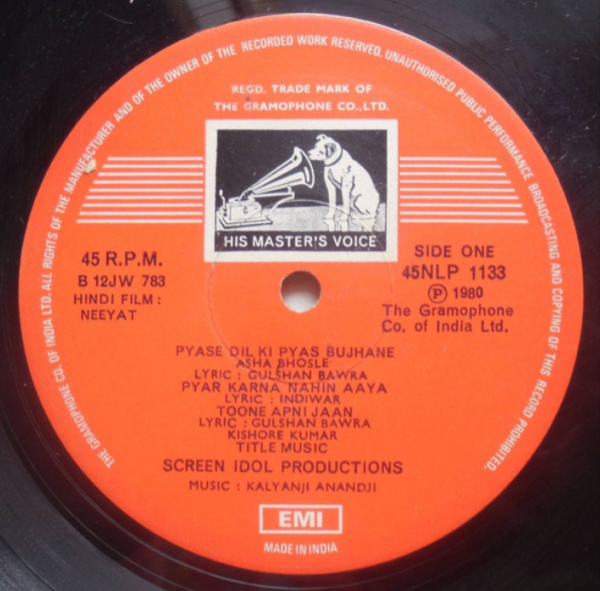 THE GRAMOPHONE CO. OF INDIA LTD. ALL RIGHTS OF THE MANUFACTURER AND OF THE OWNER OF THE RECORDED WORK RESERVED. UNAUTHORISED PUBLIC PERFORMANCE BROADCASTING AND COPYING OF THIS RECORD PROHIBITED.
REGD. TRADE MARK OF
THE GRAMOPHONE CO., LTD.
HIS MASTER'S VOICE
45 R.P.M.
B 12JW 783
HINDI FILM :
NEEYAT
SIDE ONE
45NLP 1133
Ⓟ 1980
The Gramophone
Co. of India Ltd.
PYASE DIL KI PYAS BUJHANE
ASHA BHOSLE
LYRIC : GULSHAN BAWRA
PYAR KARNA NAHIN AAYA
LYRIC : INDIWAR
TOONE APNI JAAN
LYRIC : GULSHAN BAWRA
KISHORE KUMAR
TITLE MUSIC
SCREEN IDOL PRODUCTIONS
MUSIC : KALYANJI ANANDJI
EMI
MADE IN INDIA